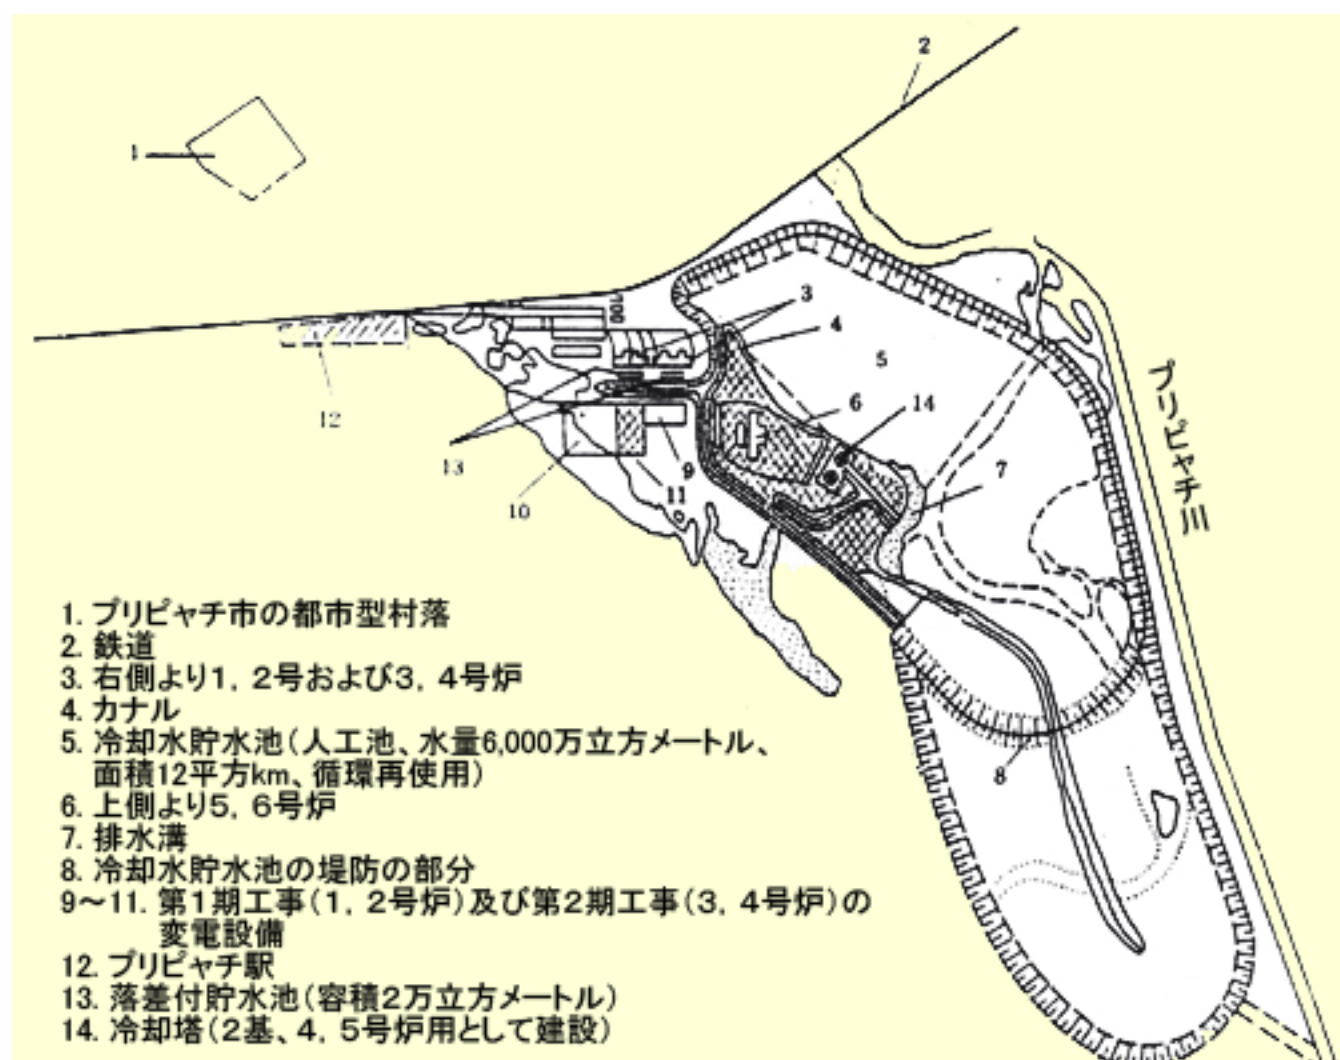 2
1
3
4
5
6
14
12
7
13
9
11
10
プリピャチ川
8
1. プリピャチ市の都市型村落
2. 鉄道
3. 右側より1, 2号および3, 4号炉
4. カナル
5. 冷却水貯水池(人工池、水量6,000万立方メートル、
面積12平方km、循環再使用)
6. 上側より5, 6号炉
7. 排水溝
8. 冷却水貯水池の堤防の部分
9～11. 第1期工事(1, 2号炉)及び第2期工事(3, 4号炉)の
変電設備
12. プリピャチ駅
13. 落差付貯水池(容積2万立方メートル)
14. 冷却塔(2基、4, 5号炉用として建設)